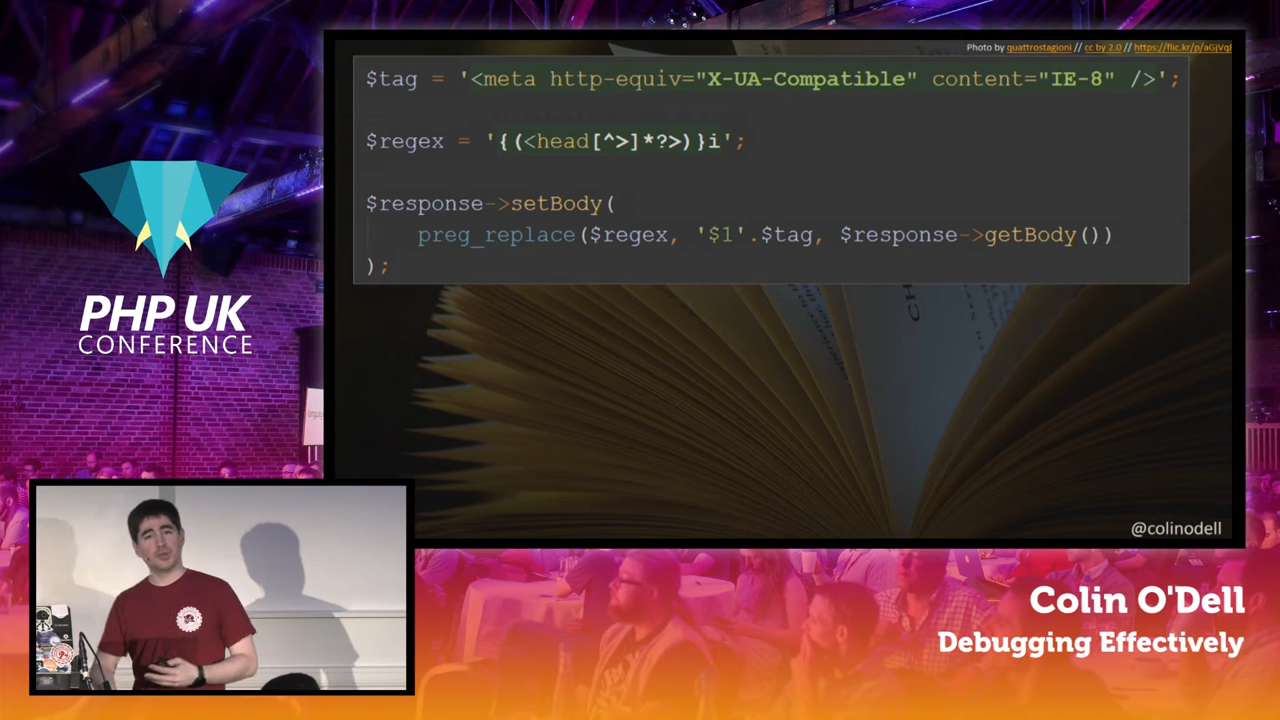 Photo by quattrostagioni // cc by 2.0 // https://flic.kr/p/aGjVq
$tag = '<meta http-equiv="X-UA-Compatible" content="IE-8" />';
$regex = '{(<head[^>]*?>)}i';
$response->setBody(
preg_replace($regex, '$1'.$tag, $response->getBody())
);
@colinodell
PHP UK
CONFERENCE
Colin O'Dell
Debugging Effectively